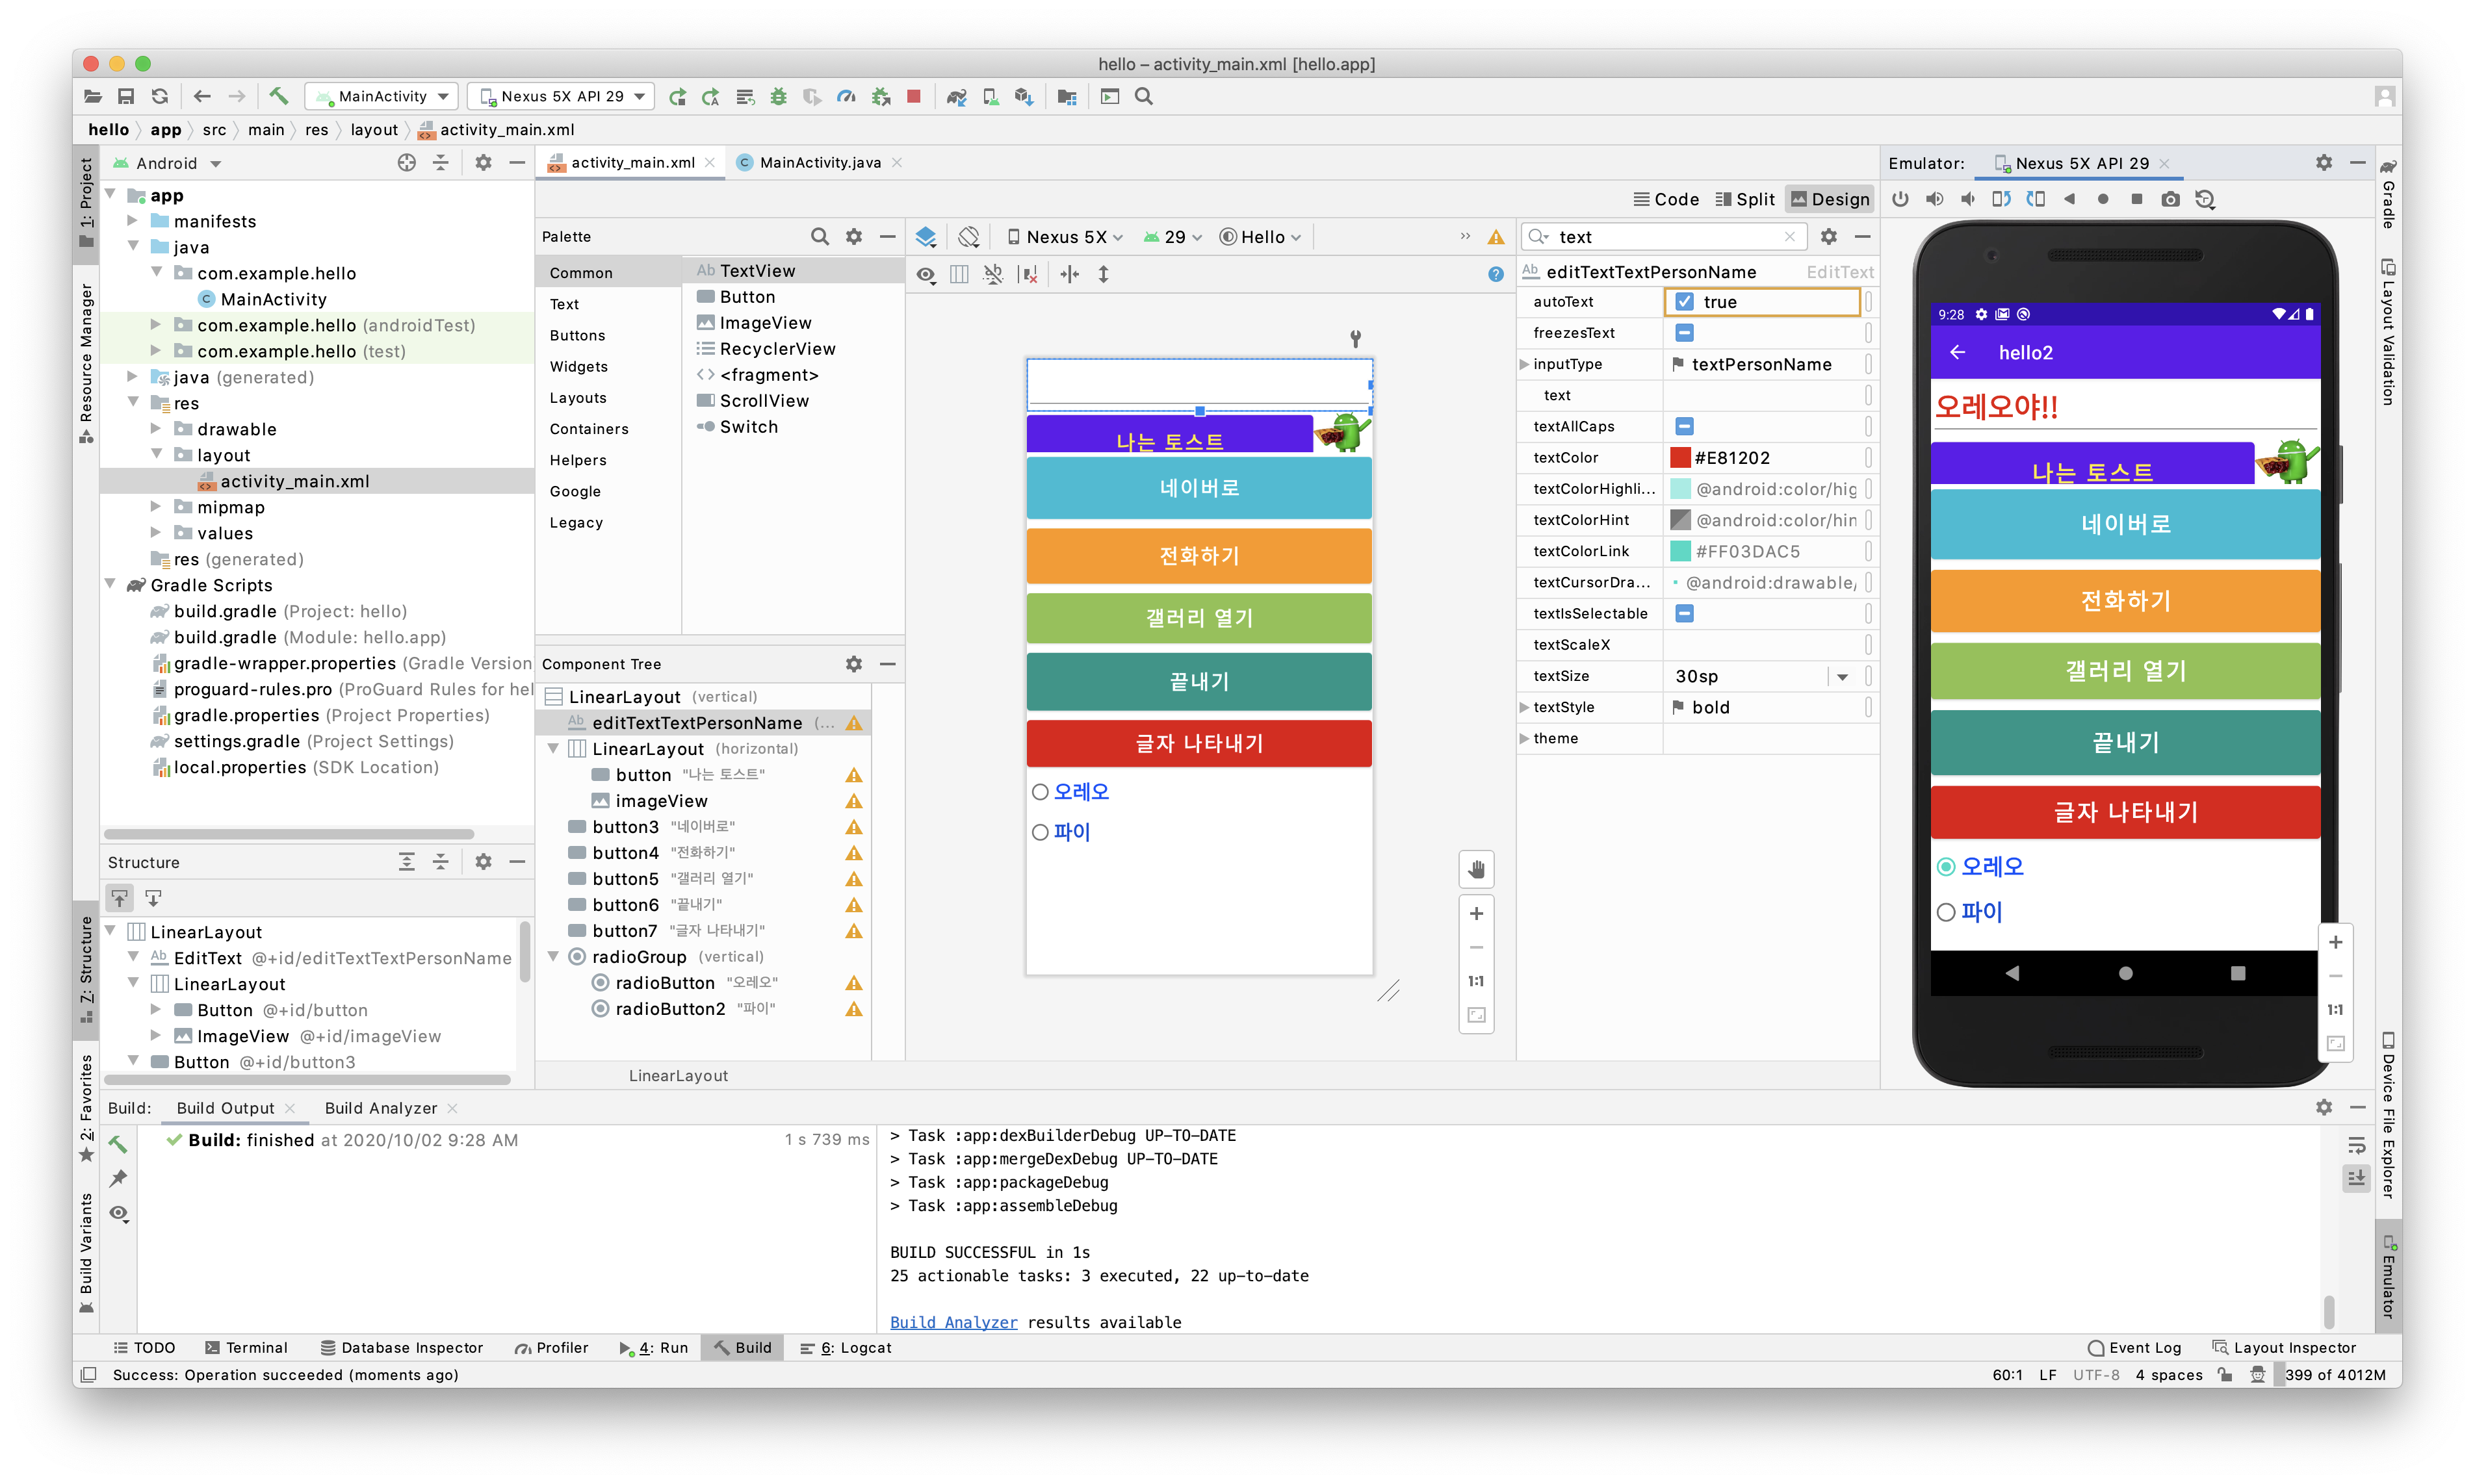 hello – activity_main.xml [hello.app]
MainActivity
Nexus 5X API 29
hello
app
src
main
res
layout
activity_main.xml
1: Project
Resource Manager
7: Structure
2: Favorites
Build Variants
Android
app
manifests
java
com.example.hello
MainActivity
com.example.hello (androidTest)
com.example.hello (test)
java (generated)
res
drawable
layout
activity_main.xml
mipmap
values
res (generated)
Gradle Scripts
build.gradle (Project: hello)
build.gradle (Module: hello.app)
gradle-wrapper.properties (Gradle Version
proguard-rules.pro (ProGuard Rules for hel
gradle.properties (Project Properties)
settings.gradle (Project Settings)
local.properties (SDK Location)
Structure
LinearLayout
EditText @+id/editTextTextPersonName
LinearLayout
Button @+id/button
ImageView @+id/imageView
Button @+id/button3
activity_main.xml
MainActivity.java
Code
Split
Design
Palette
Common
Text
Buttons
Widgets
Layouts
Containers
Helpers
Google
Legacy
Ab TextView
Button
ImageView
RecyclerView
<fragment>
ScrollView
Switch
Component Tree
LinearLayout (vertical)
Ab editTextTextPersonName (...
LinearLayout (horizontal)
button "나는 토스트"
imageView
button3 "네이버로"
button4 "전화하기"
button5 "갤러리 열기"
button6 "끝내기"
button7 "글자 나타내기"
radioGroup (vertical)
radioButton "오레오"
radioButton2 "파이"
Nexus 5X
29
Hello
나는 토스트
네이버로
전화하기
갤러리 열기
끝내기
글자 나타내기
오레오
파이
1:1
LinearLayout
text
Ab editTextTextPersonName EditText
autoText true
freezesText
inputType textPersonName
text
textAllCaps
textColor #E81202
textColorHighli... @android:color/hig
textColorHint @android:color/hin
textColorLink #FF03DAC5
textCursorDra... @android:drawable/
textIsSelectable
textScaleX
textSize 30sp
textStyle bold
theme
Emulator:
Nexus 5X API 29
9:28
hello2
오레오야!!
나는 토스트
네이버로
전화하기
갤러리 열기
끝내기
글자 나타내기
오레오
파이
1:1
Gradle
Layout Validation
Device File Explorer
Emulator
Build:
Build Output
Build Analyzer
Build: finished at 2020/10/02 9:28 AM
1 s 739 ms
> Task :app:dexBuilderDebug UP-TO-DATE
> Task :app:mergeDexDebug UP-TO-DATE
> Task :app:packageDebug
> Task :app:assembleDebug
BUILD SUCCESSFUL in 1s
25 actionable tasks: 3 executed, 22 up-to-date
Build Analyzer results available
TODO
Terminal
Database Inspector
Profiler
4: Run
Build
6: Logcat
Event Log
Layout Inspector
Success: Operation succeeded (moments ago)
60:1
LF
UTF-8
4 spaces
399 of 4012M